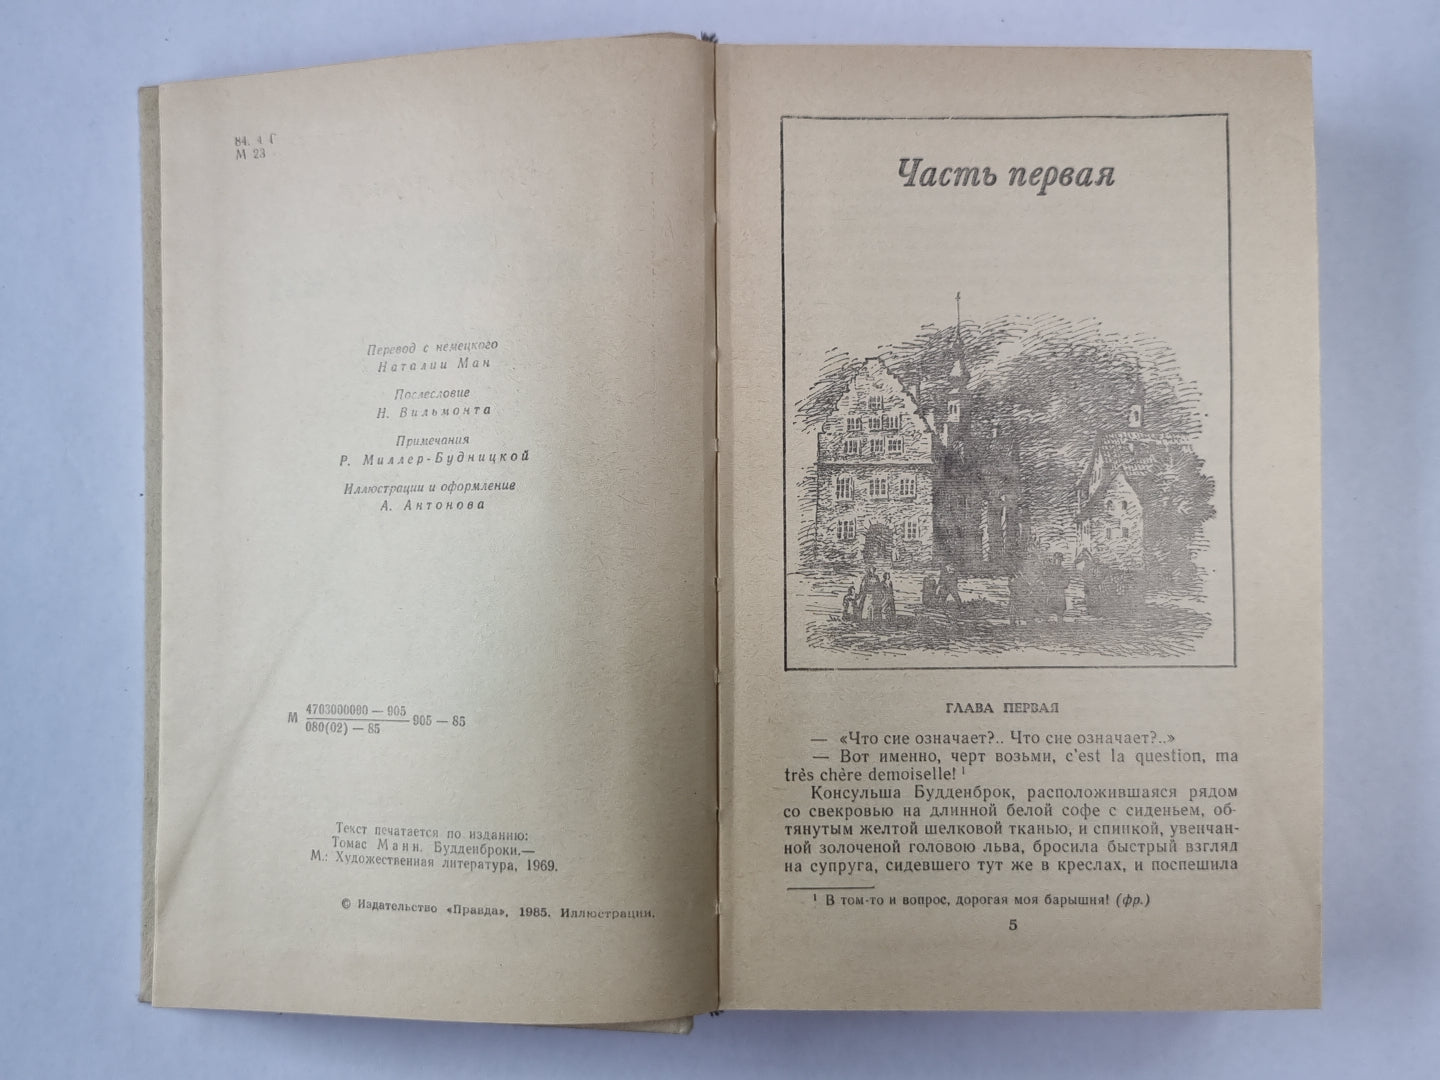 84. 4 Г
М 23
Перевод с немецкого
Наталии Ман
Послесловие
Н. Вильмонта
Примечания
Р. Миллер-Будницкой
Иллюстрации и оформление
А. Антонова
М 4703000000 — 905
080(02) — 85
905 — 85
Текст печатается по изданию:
Томас Манн. Будденброки.—
М.: Художественная литература, 1969.
© Издательство «Правда», 1985. Иллюстрации.
Часть первая
ГЛАВА ПЕРВАЯ
— «Что сие означает?.. Что сие означает?..»
— Вот именно, черт возьми, c'est la question, ma
très chère demoiselle! ¹
Консульша Будденброк, расположившаяся рядом
со свекровью на длинной белой софе с сиденьем, об-
тянутым желтой шелковой тканью, и спинкой, увенчан-
ной золоченой головою льва, бросила быстрый взгляд
на супруга, сидевшего тут же в креслах, и поспешила
¹ В том-то и вопрос, дорогая моя барышня! (фр.)
5